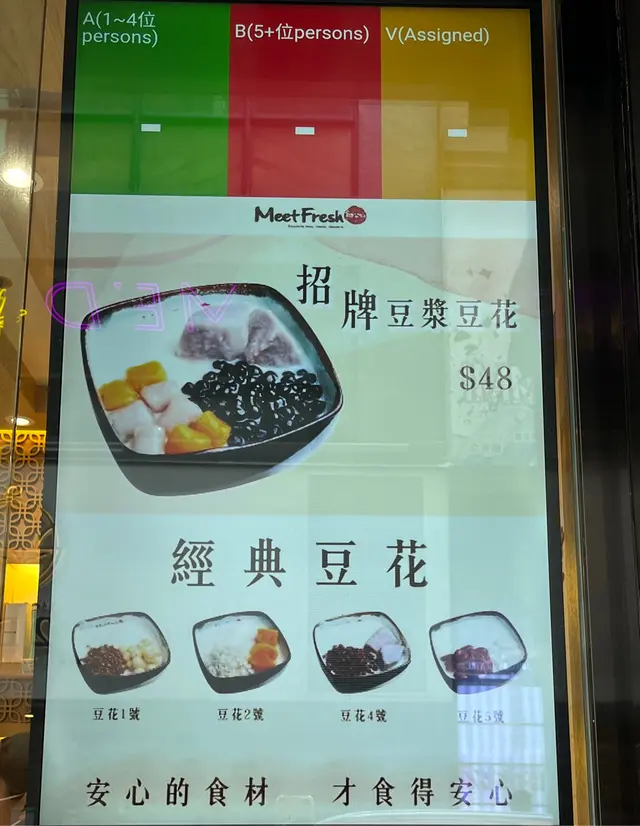 A(1~4位
persons)
B(5+位persons)
V(Assigned)
Meet Fresh
招牌豆漿豆花
$48
經典豆花
豆花1號
豆花2號
豆花4號
豆花5號
安心的食材 才食得安心